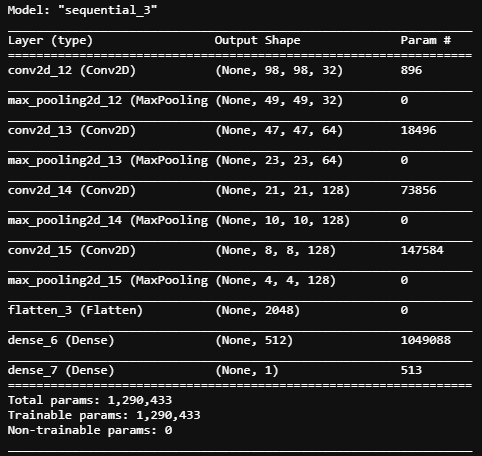 Model: "sequential_3"
Layer (type) Output Shape Param #
conv2d_12 (Conv2D) (None, 98, 98, 32) 896
max_pooling2d_12 (MaxPooling (None, 49, 49, 32) 0
conv2d_13 (Conv2D) (None, 47, 47, 64) 18496
max_pooling2d_13 (MaxPooling (None, 23, 23, 64) 0
conv2d_14 (Conv2D) (None, 21, 21, 128) 73856
max_pooling2d_14 (MaxPooling (None, 10, 10, 128) 0
conv2d_15 (Conv2D) (None, 8, 8, 128) 147584
max_pooling2d_15 (MaxPooling (None, 4, 4, 128) 0
flatten_3 (Flatten) (None, 2048) 0
dense_6 (Dense) (None, 512) 1049088
dense_7 (Dense) (None, 1) 513
Total params: 1,290,433
Trainable params: 1,290,433
Non-trainable params: 0